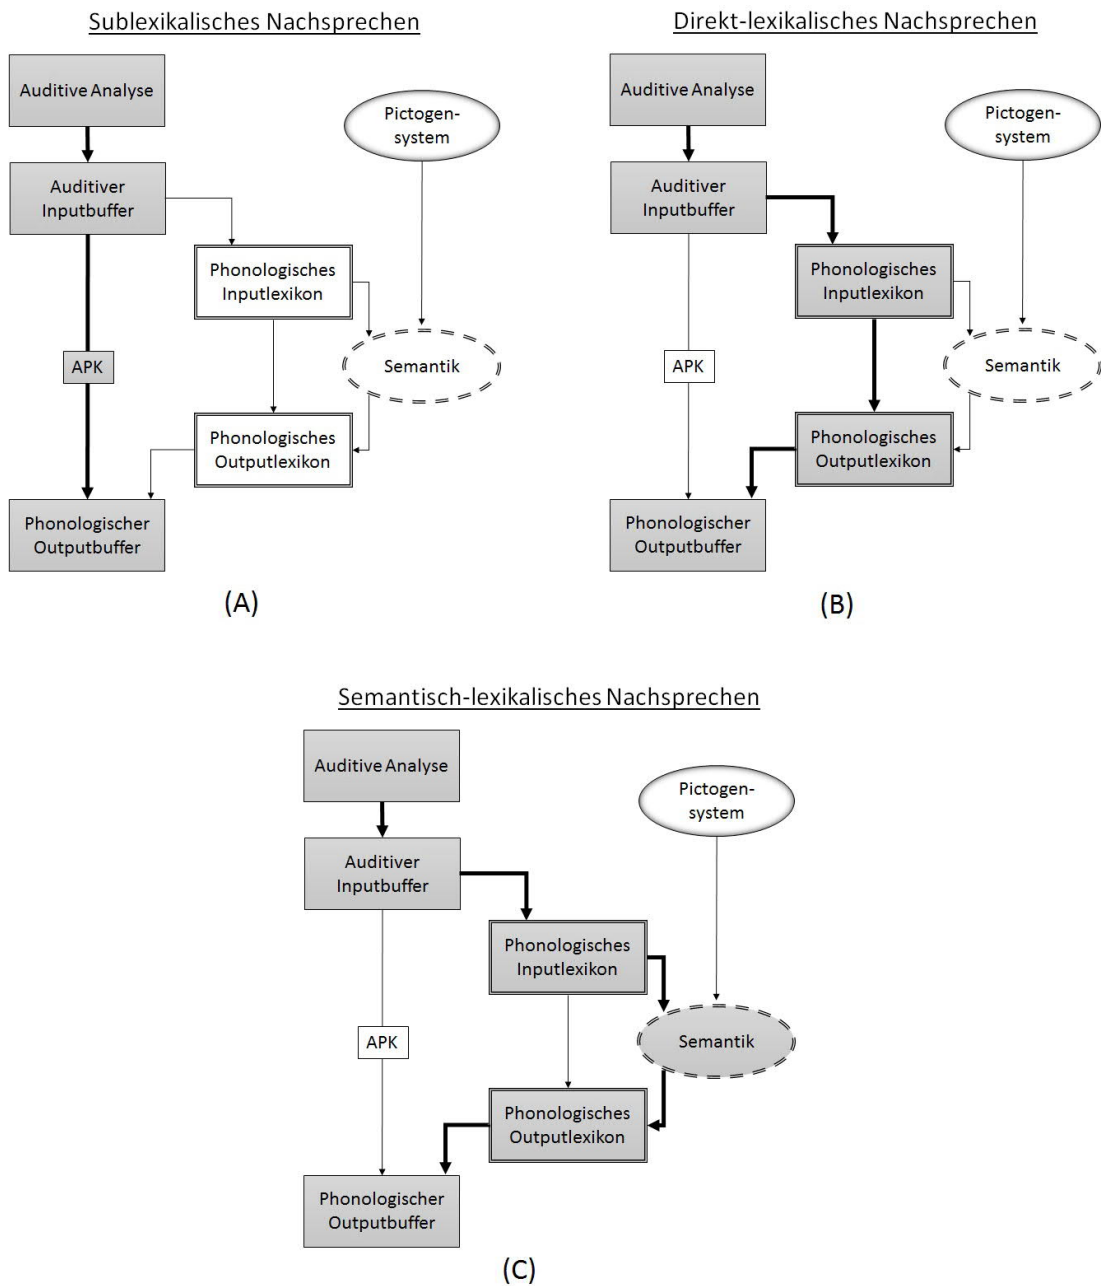 Sublexikalisches Nachsprechen
Auditive Analyse
Pictogen-
system
Auditiver
Inputbuffer
Phonologisches
Inputlexikon
APK
Semantik
Phonologisches
Outputlexikon
Phonologischer
Outputbuffer
(A)
Direkt-lexikalisches Nachsprechen
Auditive Analyse
Pictogen-
system
Auditiver
Inputbuffer
Phonologisches
Inputlexikon
APK
Semantik
Phonologisches
Outputlexikon
Phonologischer
Outputbuffer
(B)
Semantisch-lexikalisches Nachsprechen
Auditive Analyse
Pictogen-
system
Auditiver
Inputbuffer
Phonologisches
Inputlexikon
APK
Semantik
Phonologisches
Outputlexikon
Phonologischer
Outputbuffer
(C)